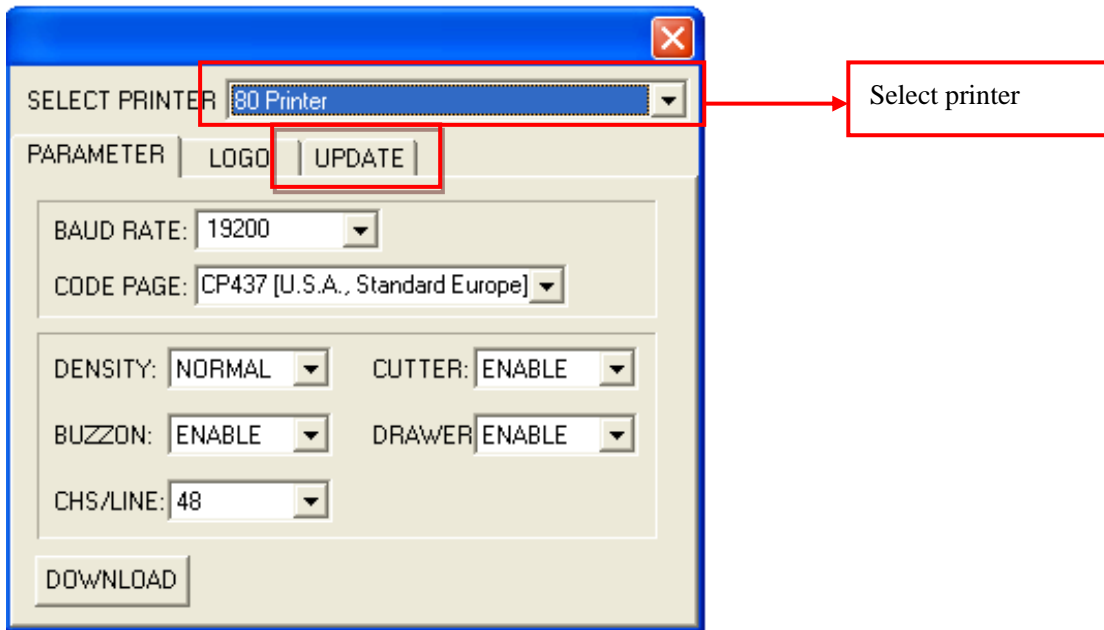 SELECT PRINTER 80 Printer
Select printer
PARAMETER LOGO UPDATE
BAUD RATE: 19200
CODE PAGE: CP437 [U.S.A., Standard Europe]
DENSITY: NORMAL CUTTER: ENABLE
BUZZON: ENABLE DRAWER ENABLE
CHS/LINE: 48
DOWNLOAD